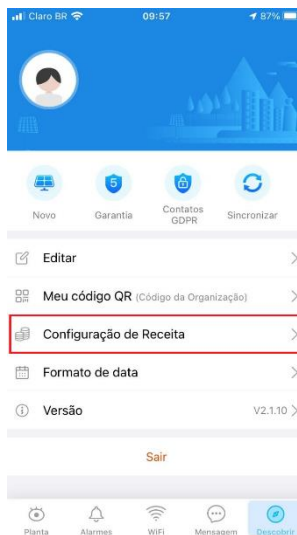 Claro BR 09:57 87%
5
Novo Garantia Contatos GDPR Sincronizar
Editar
Meu código QR (Código da Organização)
Configuração de Receita
Formato de data
Versão V2.1.10
Sair
Planta Alarmes WiFi Mensagem Descobrir